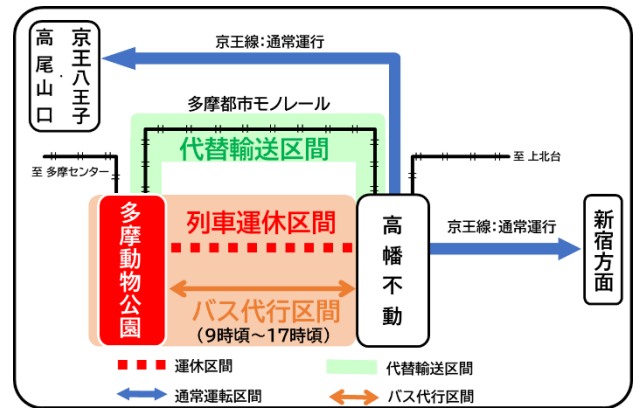 京王八王子
・
高尾山口
京王線：通常運行
多摩都市モノレール
代替輸送区間
至 多摩センター
至 上北台
多摩動物公園
列車運休区間
高幡不動
京王線：通常運行
新宿方面
バス代行区間
(9時頃～17時頃)
運休区間
代替輸送区間
通常運転区間
バス代行区間